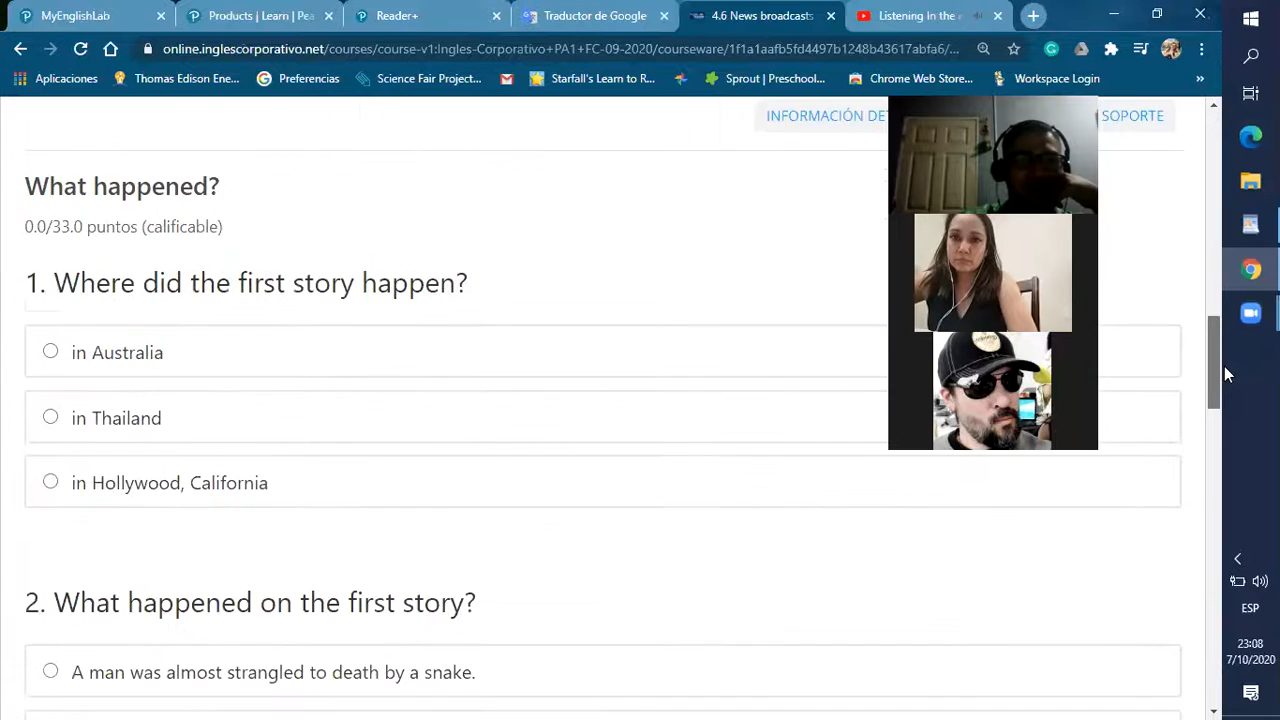 MyEnglishLab
Products | Learn | Pea
Reader+
Traductor de Google
4.6 News broadcasts
Listening In the
online.inglescorporativo.net/courses/course-v1:Ingles-Corporativo+PA1+FC-09-2020/courseware/1f1a1aafb5fd4497b1248b43617abfa6/...
Aplicaciones
Thomas Edison Ene...
Preferencias
Science Fair Project...
Starfall's Learn to R...
Sprout | Preschool...
Chrome Web Store...
Workspace Login
»
INFORMACIÓN DE
SOPORTE
What happened?
0.0/33.0 puntos (calificable)
1. Where did the first story happen?
in Australia
in Thailand
in Hollywood, California
2. What happened on the first story?
A man was almost strangled to death by a snake.
ESP
23:08
7/10/2020